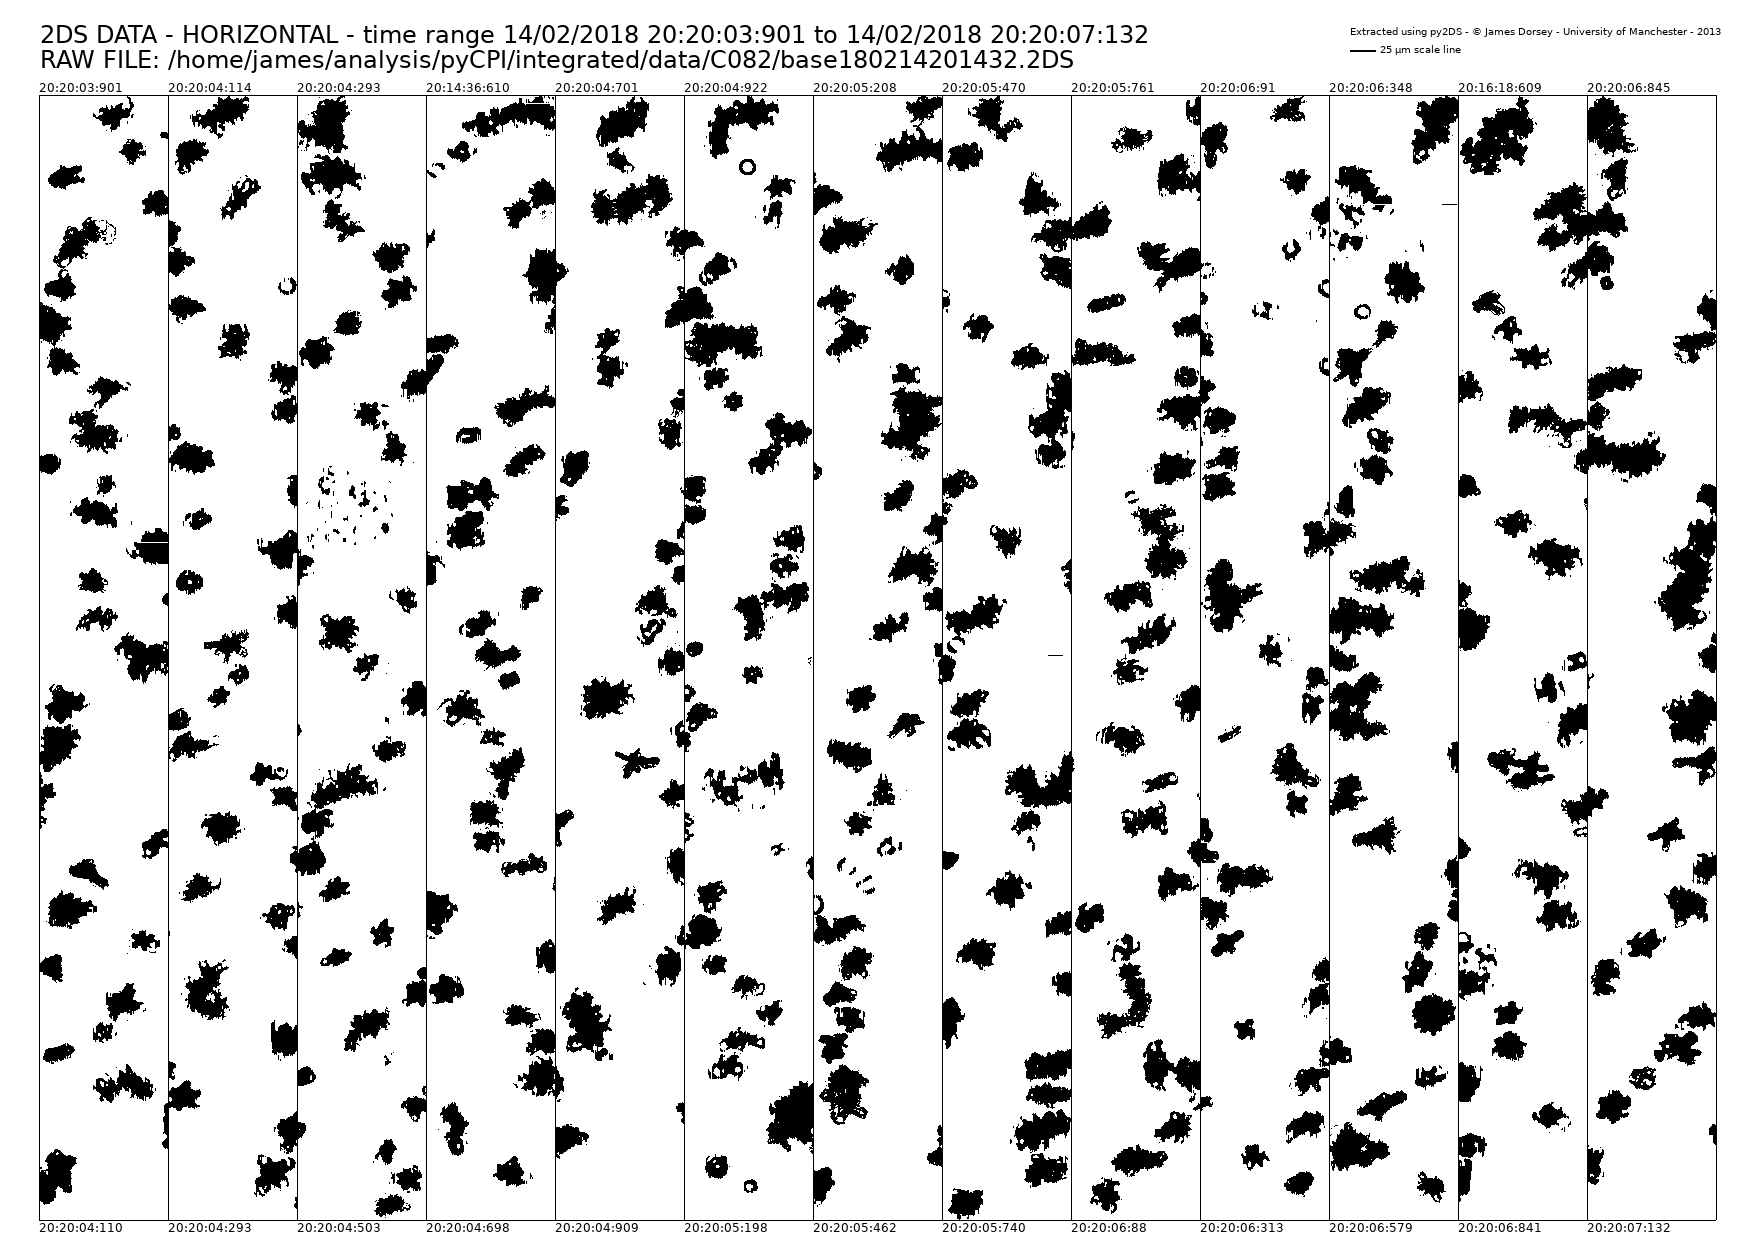 2DS DATA - HORIZONTAL - time range 14/02/2018 20:20:03:901 to 14/02/2018 20:20:07:132
RAW FILE: /home/james/analysis/pyCPI/integrated/data/C082/base180214201432.2DS
Extracted using py2DS - © James Dorsey - University of Manchester - 2013
25 µm scale line
20:20:03:901 20:20:04:114 20:20:04:293 20:14:36:610 20:20:04:701 20:20:04:922 20:20:05:208 20:20:05:470 20:20:05:761 20:20:06:91 20:20:06:348 20:16:18:609 20:20:06:845
20:20:04:110 20:20:04:293 20:20:04:503 20:20:04:698 20:20:04:909 20:20:05:198 20:20:05:462 20:20:05:740 20:20:06:88 20:20:06:313 20:20:06:579 20:20:06:841 20:20:07:132